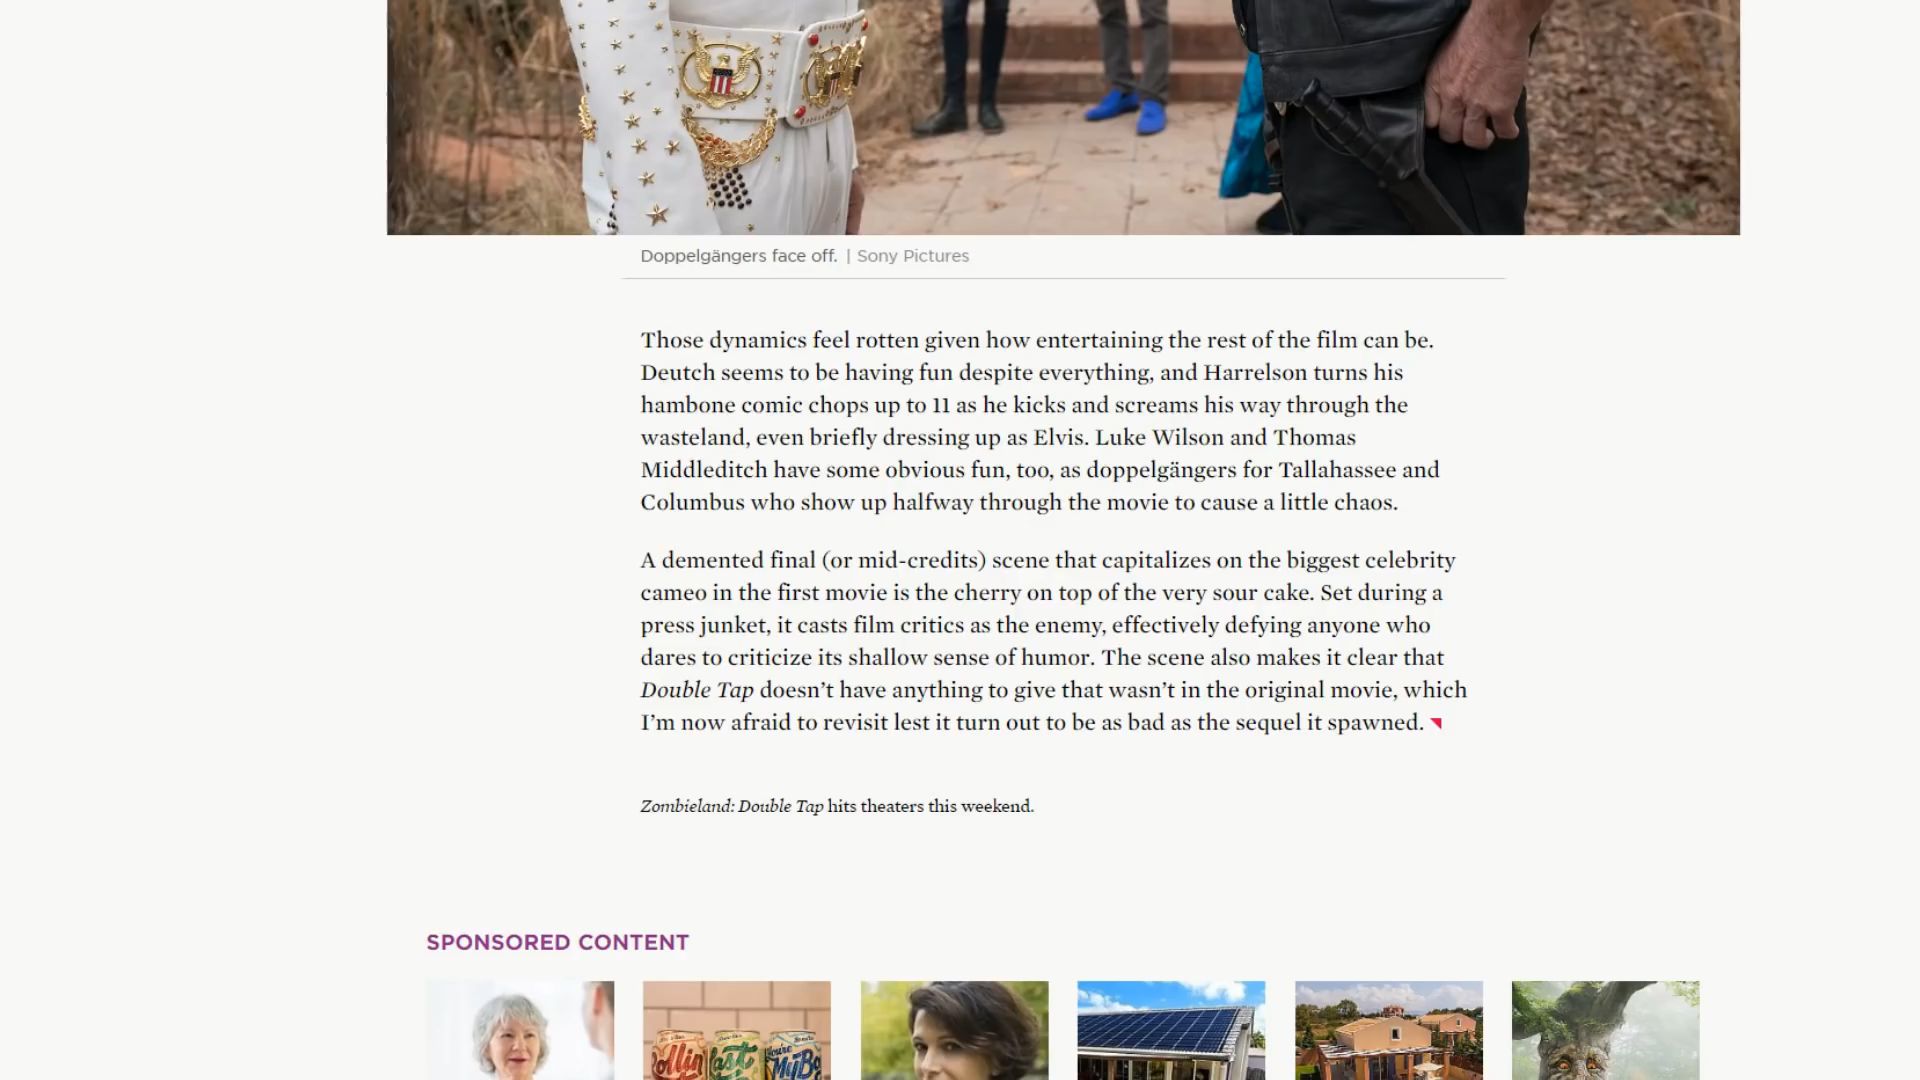 Doppelgängers face off. | Sony Pictures
Those dynamics feel rotten given how entertaining the rest of the film can be.
Deutch seems to be having fun despite everything, and Harrelson turns his
hambone comic chops up to 11 as he kicks and screams his way through the
wasteland, even briefly dressing up as Elvis. Luke Wilson and Thomas
Middleditch have some obvious fun, too, as doppelgängers for Tallahassee and
Columbus who show up halfway through the movie to cause a little chaos.
A demented final (or mid-credits) scene that capitalizes on the biggest celebrity
cameo in the first movie is the cherry on top of the very sour cake. Set during a
press junket, it casts film critics as the enemy, effectively defying anyone who
dares to criticize its shallow sense of humor. The scene also makes it clear that
Double Tap doesn’t have anything to give that wasn’t in the original movie, which
I’m now afraid to revisit lest it turn out to be as bad as the sequel it spawned.
Zombieland: Double Tap hits theaters this weekend.
SPONSORED CONTENT